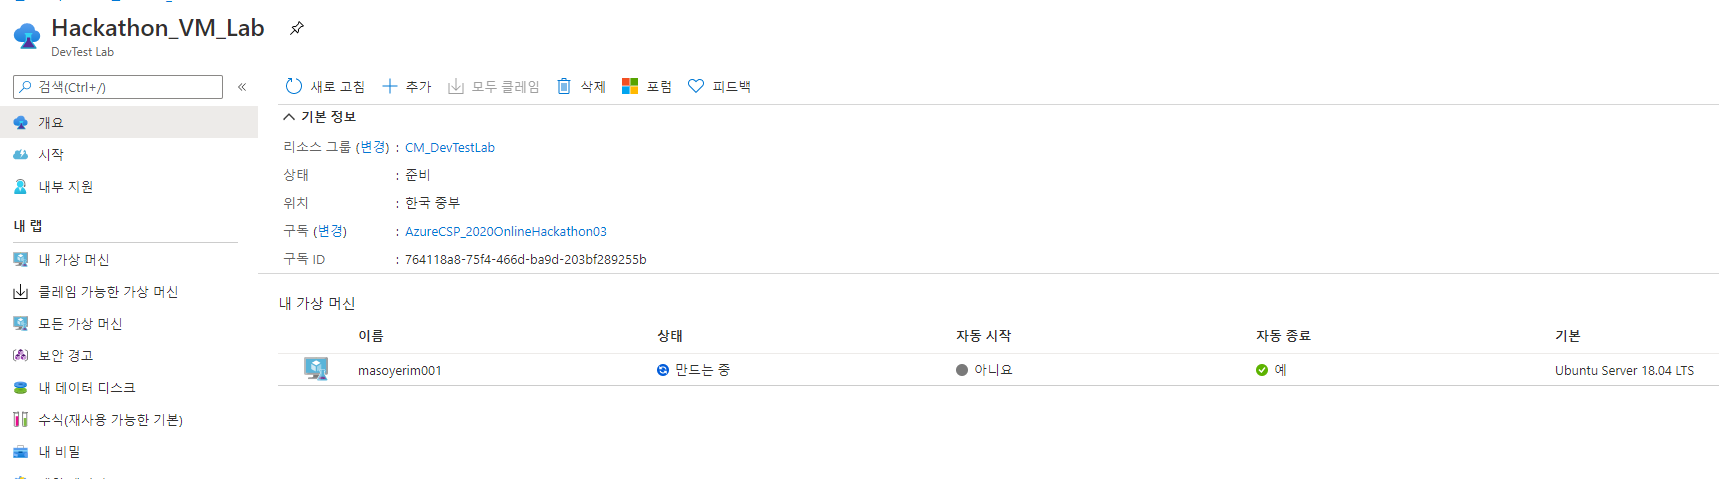 Hackathon_VM_Lab
DevTest Lab
검색(Ctrl+/)
«
새로 고침 추가 모두 클레임 삭제 포럼 피드백
개요
시작
내부 지원
내 랩
내 가상 머신
클레임 가능한 가상 머신
모든 가상 머신
보안 경고
내 데이터 디스크
수식(재사용 가능한 기본)
내 비밀
기본 정보
리소스 그룹 (변경) : CM_DevTestLab
상태 : 준비
위치 : 한국 중부
구독 (변경) : AzureCSP_2020OnlineHackathon03
구독 ID : 764118a8-75f4-466d-ba9d-203bf289255b
내 가상 머신
이름 상태 자동 시작 자동 종료 기본
masoyerim001 만드는 중 아니요 예 Ubuntu Server 18.04 LTS